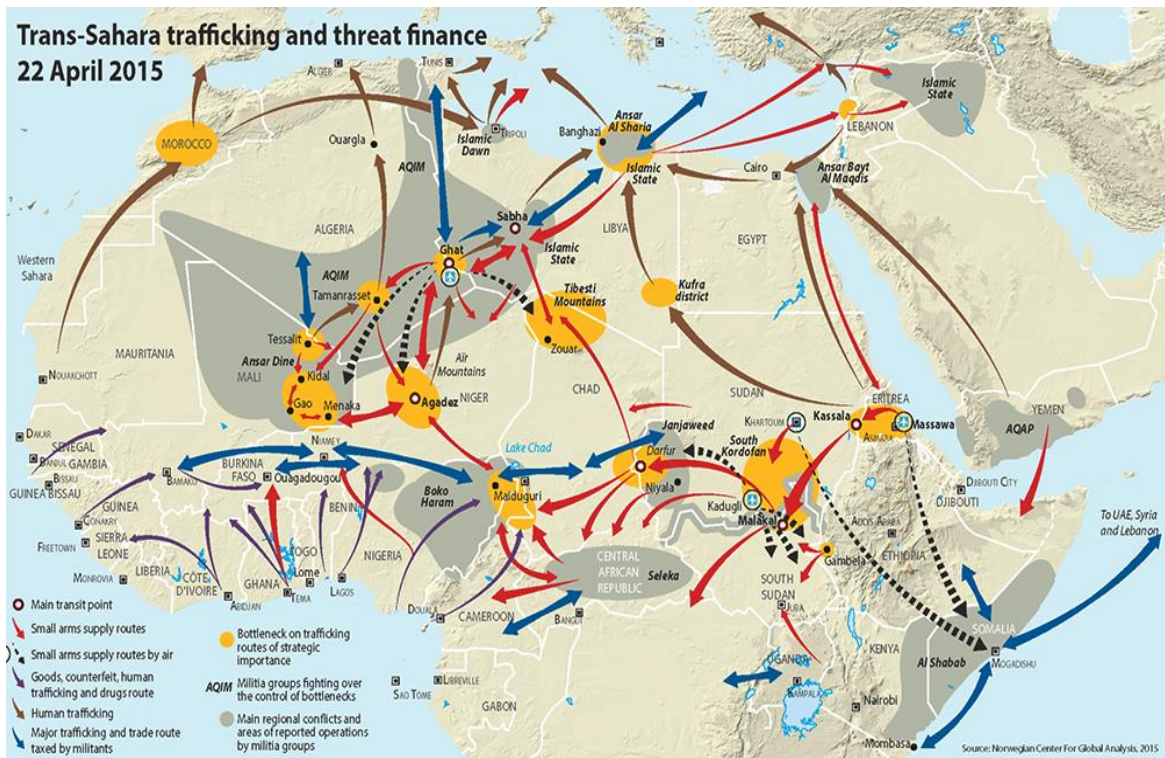 Trans-Sahara trafficking and threat finance
22 April 2015
ALGER
TUNIS
Islamic
State
Ansar
Al Sharia
Banghazi
LEBANON
Islamic
Dawn
TRIPOLI
MOROCCO
Ouargla
AQIM
Islamic
State
Cairo
Ansar Bayt
Al Maqdis
Sabha
ALGERIA
LIBYA
EGYPT
Western
Sahara
Ghat
Islamic
State
AQIM
Tamanrasset
Tibesti
Mountains
Kufra
district
Tessalit
Zouar
MAURITANIA
Ansar Dine
Aïr
Mountains
MALI
Kidal
NOUAKCHOTT
Gao
Menaka
Agadez
NIGER
CHAD
SUDAN
ERITREA
YEMEN
KHARTOUM
Kassala
Massawa
ASMARA
AQAP
DAKAR
SENEGAL
BANJUL
GAMBIA
BISSAU
GUINEA BISSAU
NIAMEY
Lake Chad
Janjaweed
Darfur
South
Kordofan
BAMAKO
BURKINA
FASO
Ouagadougou
Boko
Haram
Maiduguri
Niyala
Kadugli
DJIBOUTI CITY
DJIBOUTI
GUINEA
CONAKRY
BENIN
Malakal
ADDIS ABABA
To UAE, Syria
and Lebanon
FREETOWN
SIERRA
LEONE
NIGERIA
CENTRAL
AFRICAN
REPUBLIC
Seleka
Gambela
ETHIOPIA
MONROVIA
LIBERIA
CÔTE
D'IVOIRE
GHANA
TOGO
Lome
LAGOS
ABIDJAN
TEMA
DOUALA
CAMEROON
BANGUI
SOUTH
SUDAN
JUBA
SOMALIA
MOGADISHU
Al Shabab
UGANDA
KENYA
KAMPALA
Nairobi
Mombasa
SAO TOME
LIBREVILLE
GABON
Main transit point
Small arms supply routes
Small arms supply routes by air
Goods, counterfeit, human
trafficking and drugs route
Human trafficking
Major trafficking and trade route
taxed by militants
Bottleneck on trafficking
routes of strategic
importance
AQIM Militia groups fighting over
the control of bottlenecks
Main regional conflicts and
areas of reported operations
by militia groups
Source: Norwegian Center For Global Analysis, 2015